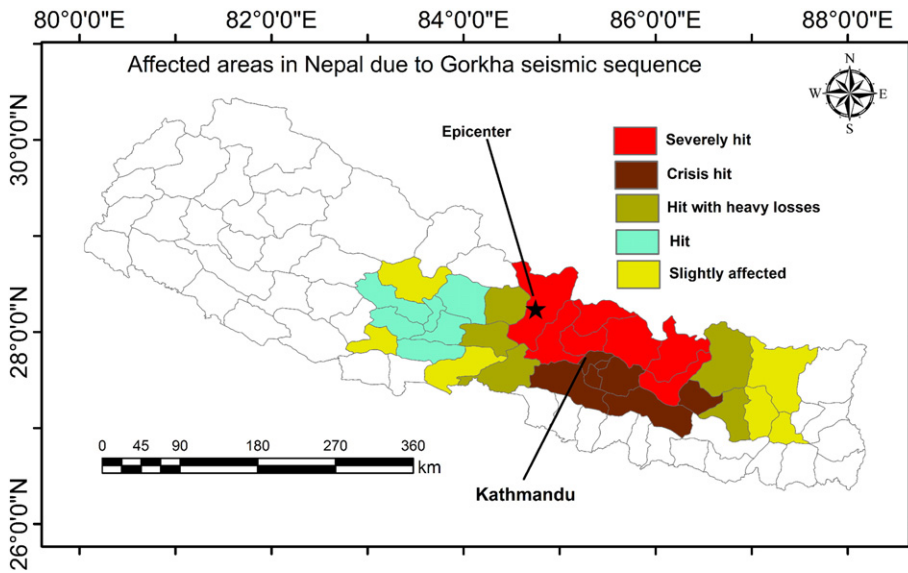 80°0'0"E 82°0'0"E 84°0'0"E 86°0'0"E 88°0'0"E
Affected areas in Nepal due to Gorkha seismic sequence
N
W E
S
30°0'0"N
28°0'0"N
26°0'0"N
Epicenter
Severely hit
Crisis hit
Hit with heavy losses
Hit
Slightly affected
0 45 90 180 270 360
km
Kathmandu